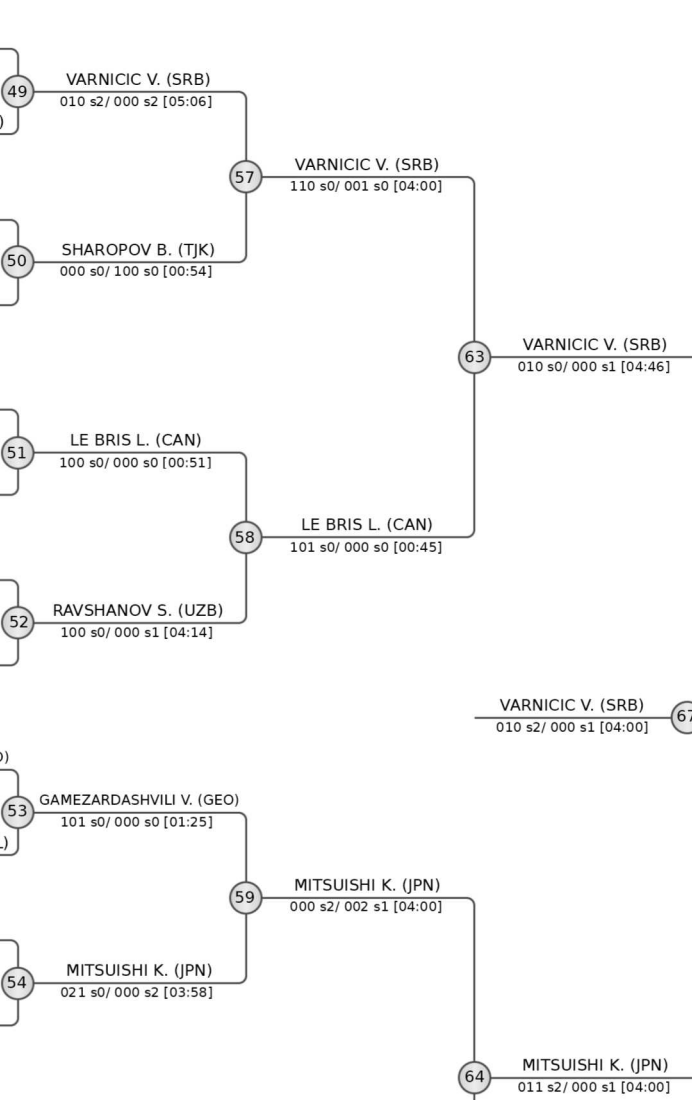 49
VARNICIC V. (SRB)
010 s2/ 000 s2 [05:06]
)
57
VARNICIC V. (SRB)
110 s0/ 001 s0 [04:00]
50
SHAROPOV B. (TJK)
000 s0/ 100 s0 [00:54]
63
VARNICIC V. (SRB)
010 s0/ 000 s1 [04:46]
51
LE BRIS L. (CAN)
100 s0/ 000 s0 [00:51]
58
LE BRIS L. (CAN)
101 s0/ 000 s0 [00:45]
52
RAVSHANOV S. (UZB)
100 s0/ 000 s1 [04:14]
VARNICIC V. (SRB)
010 s2/ 000 s1 [04:00]
67
)
53
GAMEZARDASHVILI V. (GEO)
101 s0/ 000 s0 [01:25]
)
59
MITSUISHI K. (JPN)
000 s2/ 002 s1 [04:00]
54
MITSUISHI K. (JPN)
021 s0/ 000 s2 [03:58]
64
MITSUISHI K. (JPN)
011 s2/ 000 s1 [04:00]